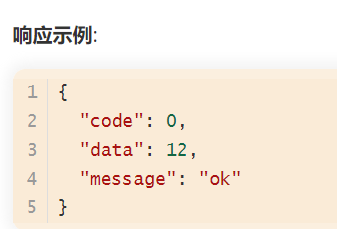 响应示例:
1 {
2   "code": 0,
3   "data": 12,
4   "message": "ok"
5 }